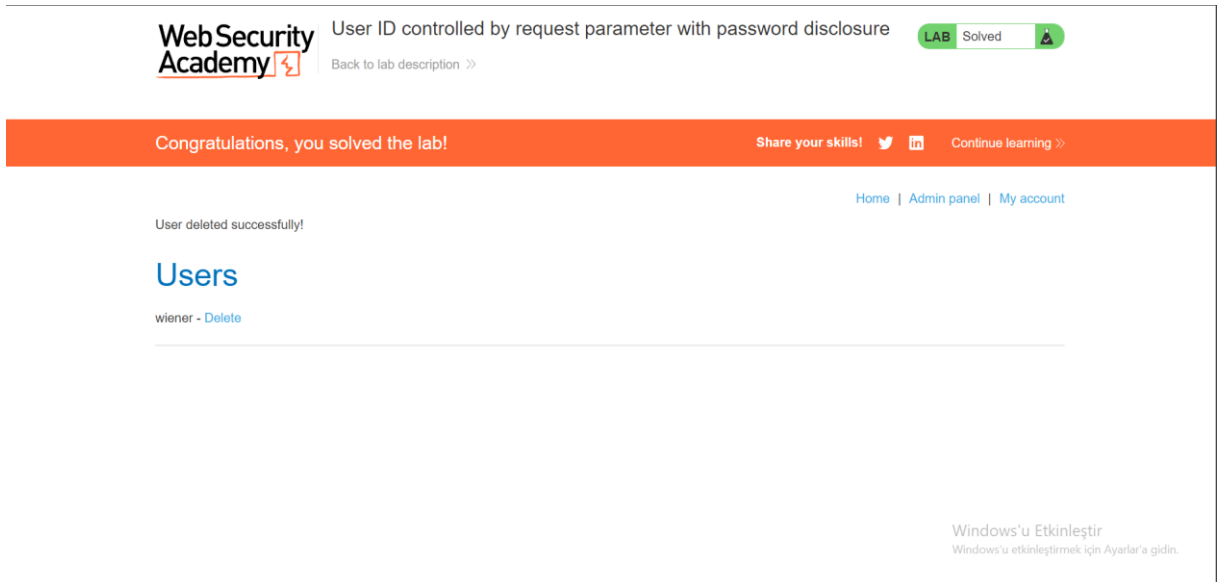 Web Security
Academy
User ID controlled by request parameter with password disclosure
Back to lab description
LAB Solved
Congratulations, you solved the lab!
Share your skills!
in
Continue learning
Home | Admin panel | My account
User deleted successfully!
Users
wiener - Delete
Windows'u Etkinleştir
Windows'u etkinleştirmek için Ayarlar'a gidin.